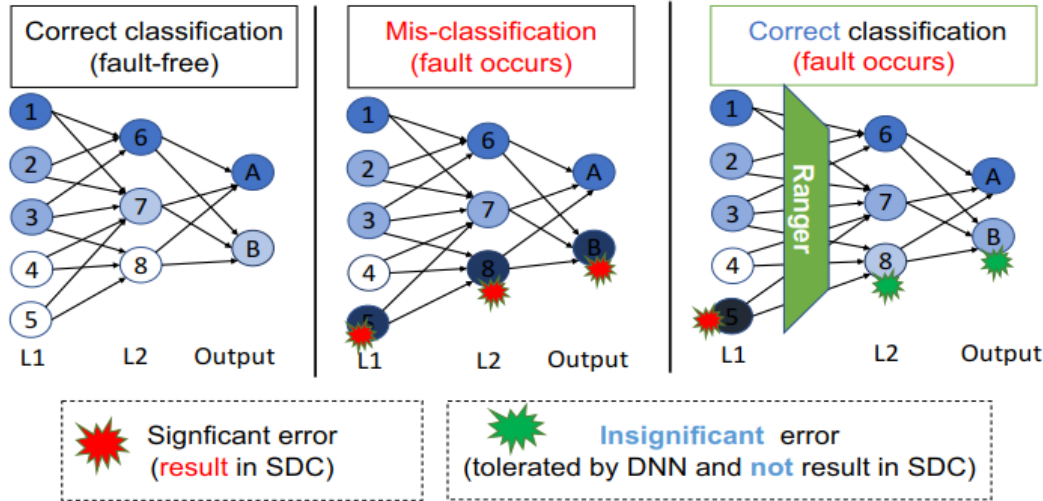 Correct classification
(fault-free)
1
2
3
4
5
6
7
8
A
B
L1 L2 Output
Mis-classification
(fault occurs)
1
2
3
4
5
6
7
8
A
B
L1 L2 Output
Correct classification
(fault occurs)
1
2
3
4
5
Ranger
6
7
8
A
B
L1 L2 Output
Signficant error
(result in SDC)
Insignificant error
(tolerated by DNN and not result in SDC)